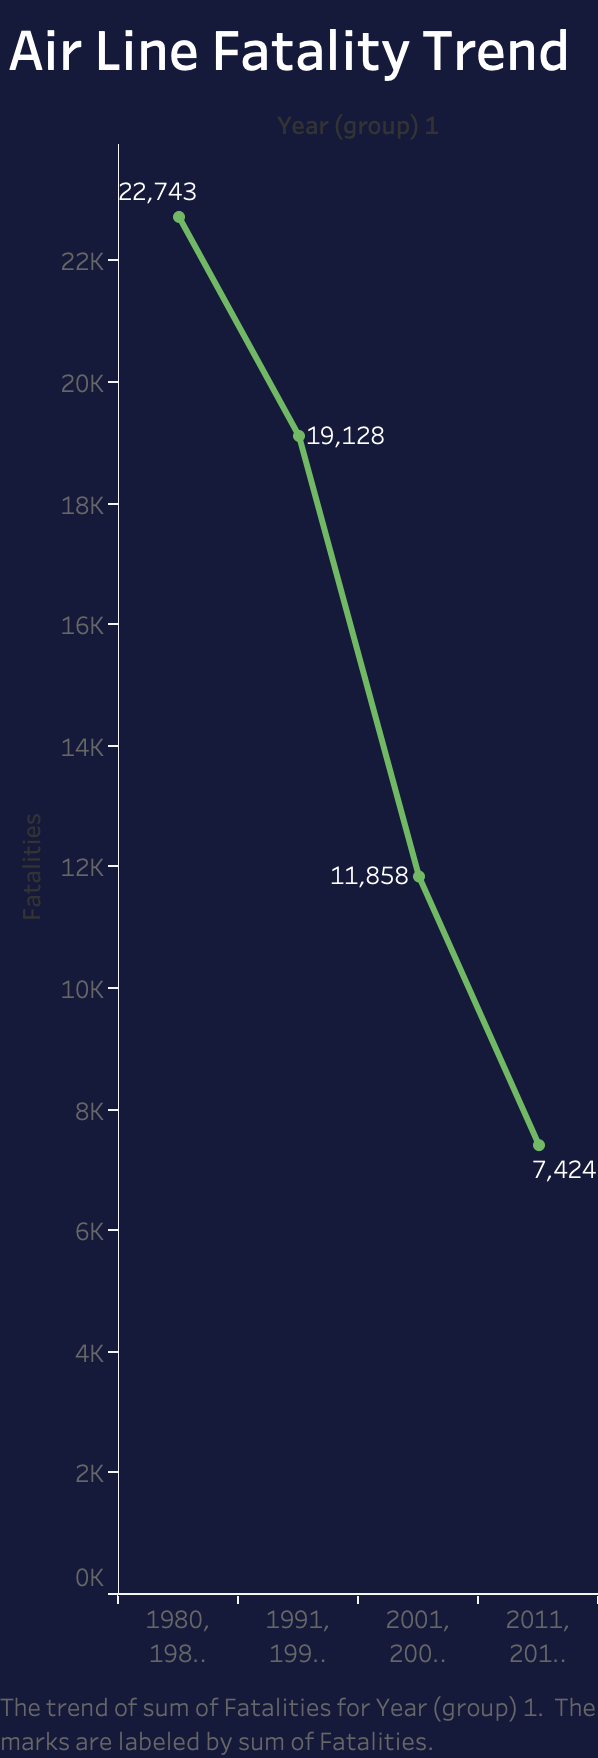 Air Line Fatality Trend
Year (group) 1
22,743
22K
20K
19,128
18K
16K
14K
Fatalities
12K
11,858
10K
8K
7,424
6K
4K
2K
0K
1980, 1991, 2001, 2011,
198.. 199.. 200.. 201..
The trend of sum of Fatalities for Year (group) 1.  The
marks are labeled by sum of Fatalities.